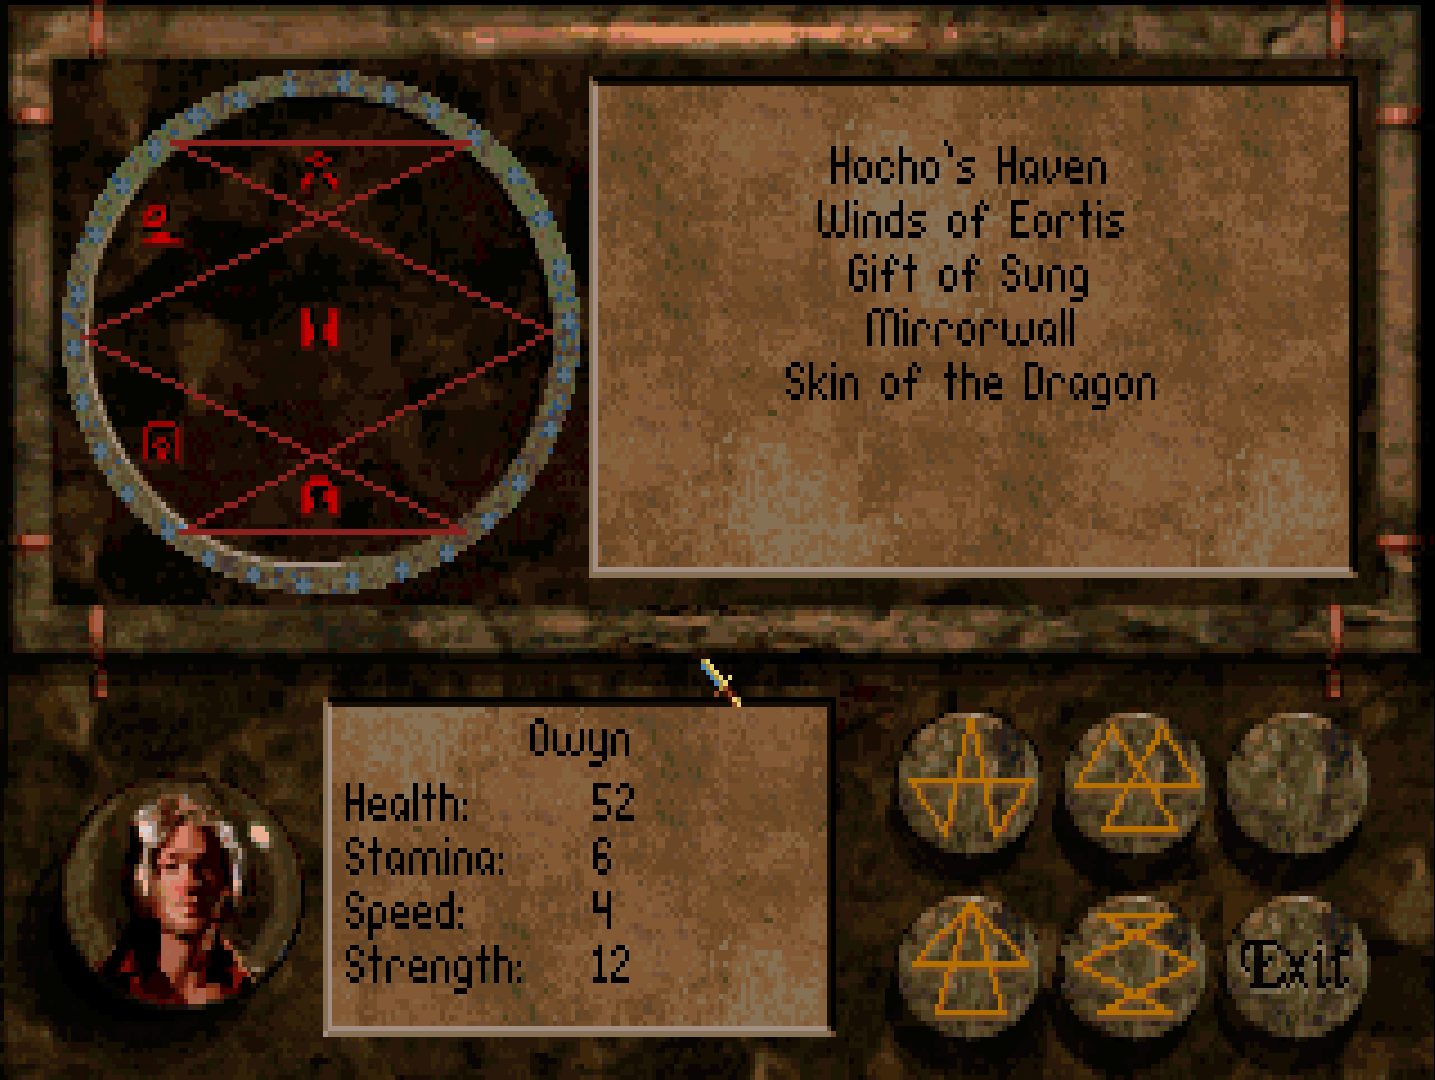 Hocho's Haven
Winds of Eortis
Gift of Sung
Mirrorwall
Skin of the Dragon
Owyn
Health: 52
Stamina: 6
Speed: 4
Strength: 12
Exit